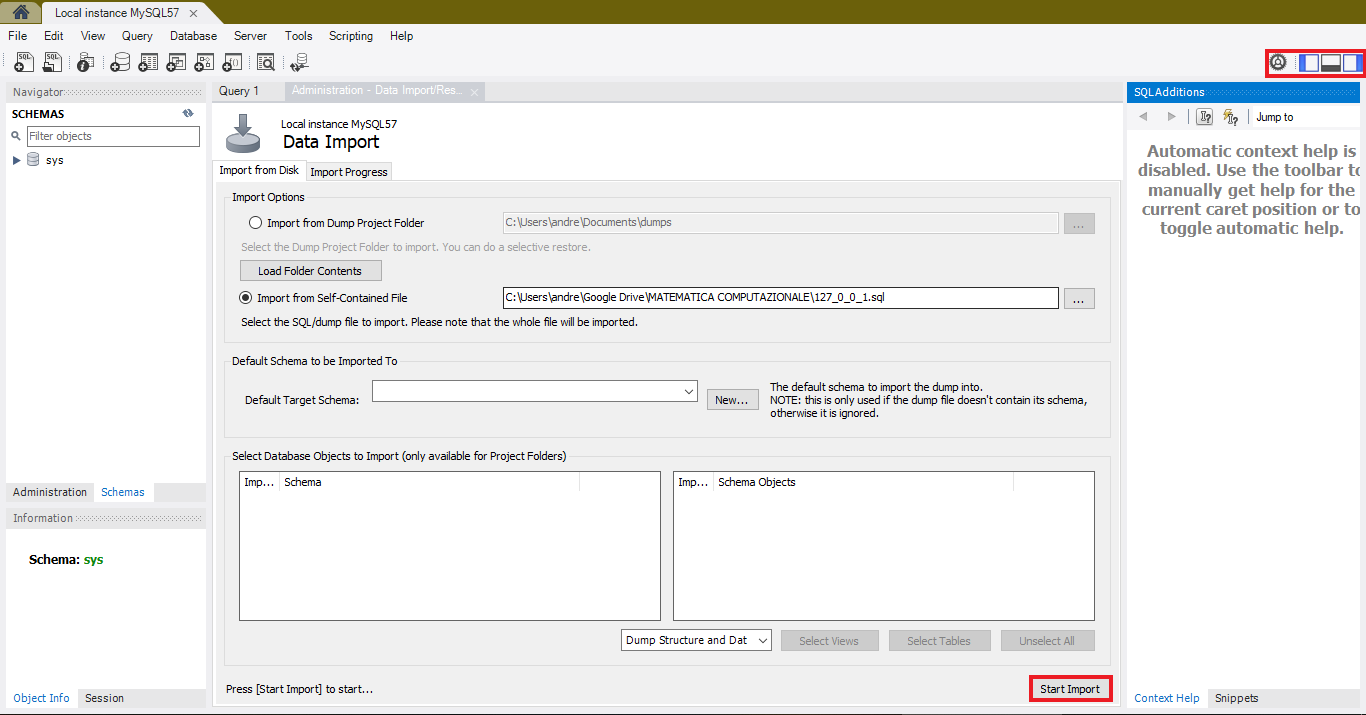 Local instance MySQL57
File Edit View Query Database Server Tools Scripting Help
Navigator
SCHEMAS
Filter objects
sys
Administration Schemas
Information
Schema: sys
Object Info Session
Query 1 Administration - Data Import/Res...
Local instance MySQL57
Data Import
Import from Disk Import Progress
Import Options
Import from Dump Project Folder C:\Users\andre\Documents\dumps ...
Select the Dump Project Folder to import. You can do a selective restore.
Load Folder Contents
Import from Self-Contained File C:\Users\andre\Google Drive\MATEMATICA COMPUTAZIONALE\127_0_0_1.sql ...
Select the SQL/dump file to import. Please note that the whole file will be imported.
Default Schema to be Imported To
Default Target Schema: New...
The default schema to import the dump into.
NOTE: this is only used if the dump file doesn't contain its schema,
otherwise it is ignored.
Select Database Objects to Import (only available for Project Folders)
Imp... Schema Imp... Schema Objects
Dump Structure and Dat Select Views Select Tables Unselect All
Press [Start Import] to start... Start Import
SQLAdditions
Jump to
Automatic context help is
disabled. Use the toolbar to
manually get help for the
current caret position or to
toggle automatic help.
Context Help Snippets